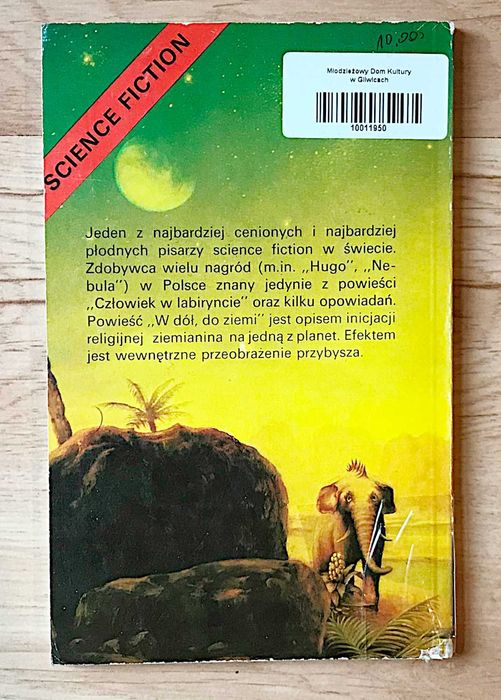 10,00
Młodzieżowy Dom Kultury
w Gliwicach
10011950
SCIENCE FICTION
Jeden z najbardziej cenionych i najbardziej
płodnych pisarzy science fiction w świecie.
Zdobywca wielu nagród (m.in. ,,Hugo'', ,,Ne-
bula'') w Polsce znany jedynie z powieści
,,Człowiek w labiryncie'' oraz kilku opowiadań.
Powieść ,,W dół, do ziemi'' jest opisem inicjacji
religijnej ziemianina na jedną z planet. Efektem
jest wewnętrzne przeobrażenie przybysza.